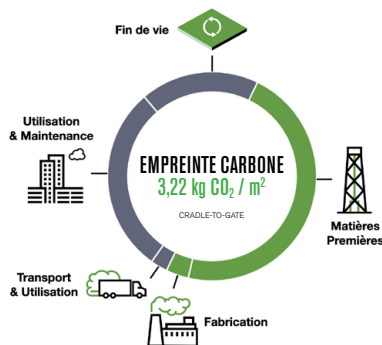 Fin de vie
Utilisation
& Maintenance
EMPREINTE CARBONE
3,22 kg CO₂ / m²
CRADLE-TO-GATE
Matières
Premières
Transport
& Utilisation
Fabrication